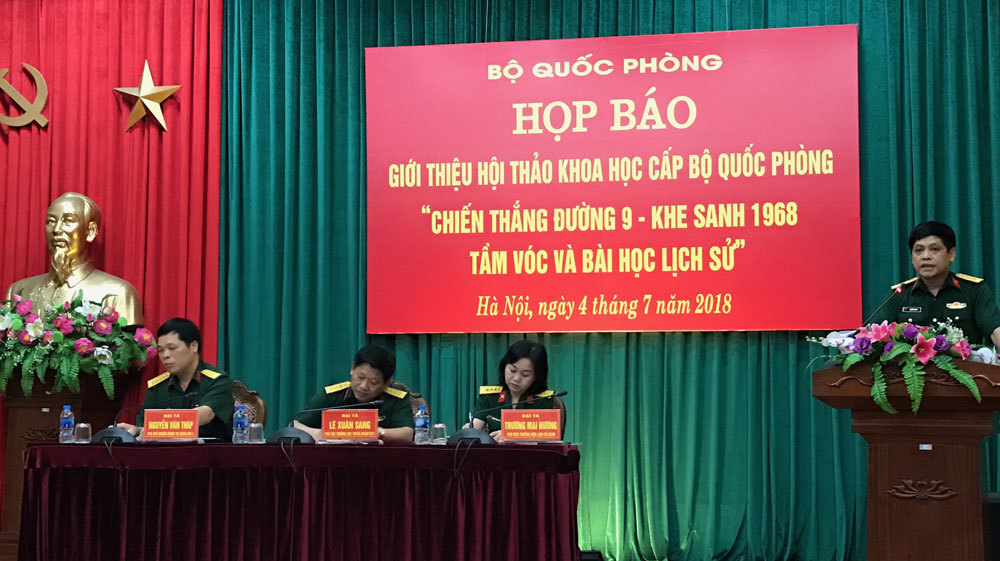 BỘ QUỐC PHÒNG
HỌP BÁO
GIỚI THIỆU HỘI THẢO KHOA HỌC CẤP BỘ QUỐC PHÒNG
“CHIẾN THẮNG ĐƯỜNG 9 - KHE SANH 1968
TẦM VÓC VÀ BÀI HỌC LỊCH SỬ”
Hà Nội, ngày 4 tháng 7 năm 2018
ĐẠI TÁ
NGUYỄN VĂN THÁP
ĐẠI TÁ
LÊ XUÂN SANG
ĐẠI TÁ
TRƯƠNG MAI HƯƠNG